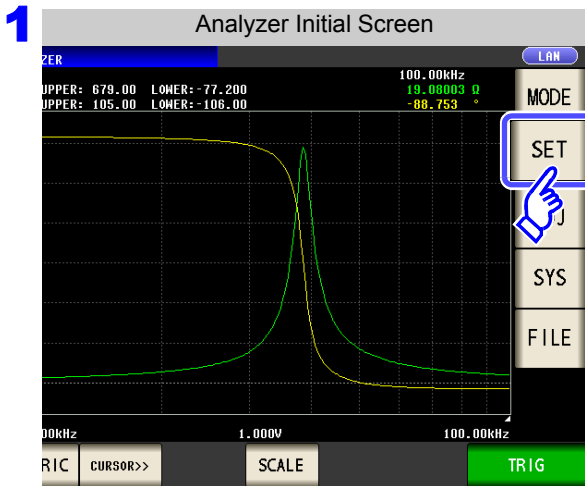 1
Analyzer Initial Screen
ZER
LAN
100.00kHz
UPPER: 679.00 LOWER:-77.200 19.08003 Ω
UPPER: 105.00 LOWER:-106.00 -88.753 °
MODE
SET
J
SYS
FILE
00kHz 1.000V 100.00kHz
RIC CURSOR>> SCALE TRIG